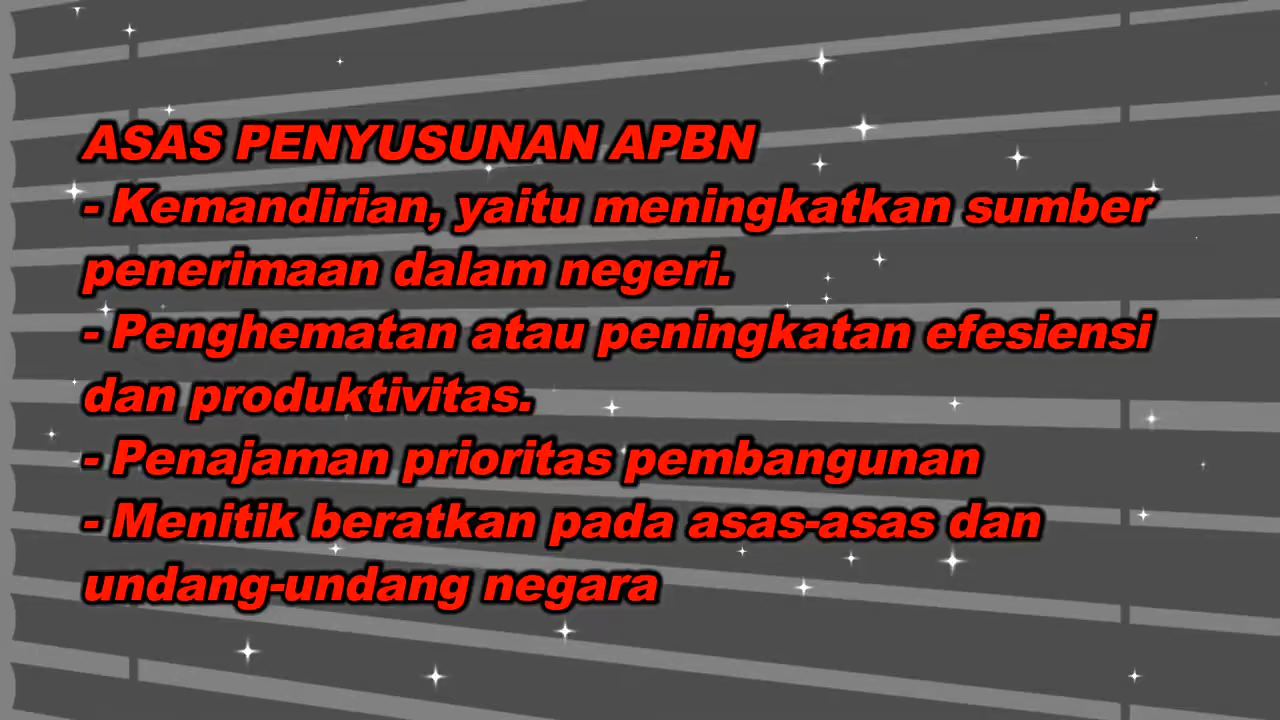 ASAS PENYUSUNAN APBN
- Kemandirian, yaitu meningkatkan sumber
penerimaan dalam negeri.
- Penghematan atau peningkatan efesiensi
dan produktivitas.
- Penajaman prioritas pembangunan
- Menitik beratkan pada asas-asas dan
undang-undang negara